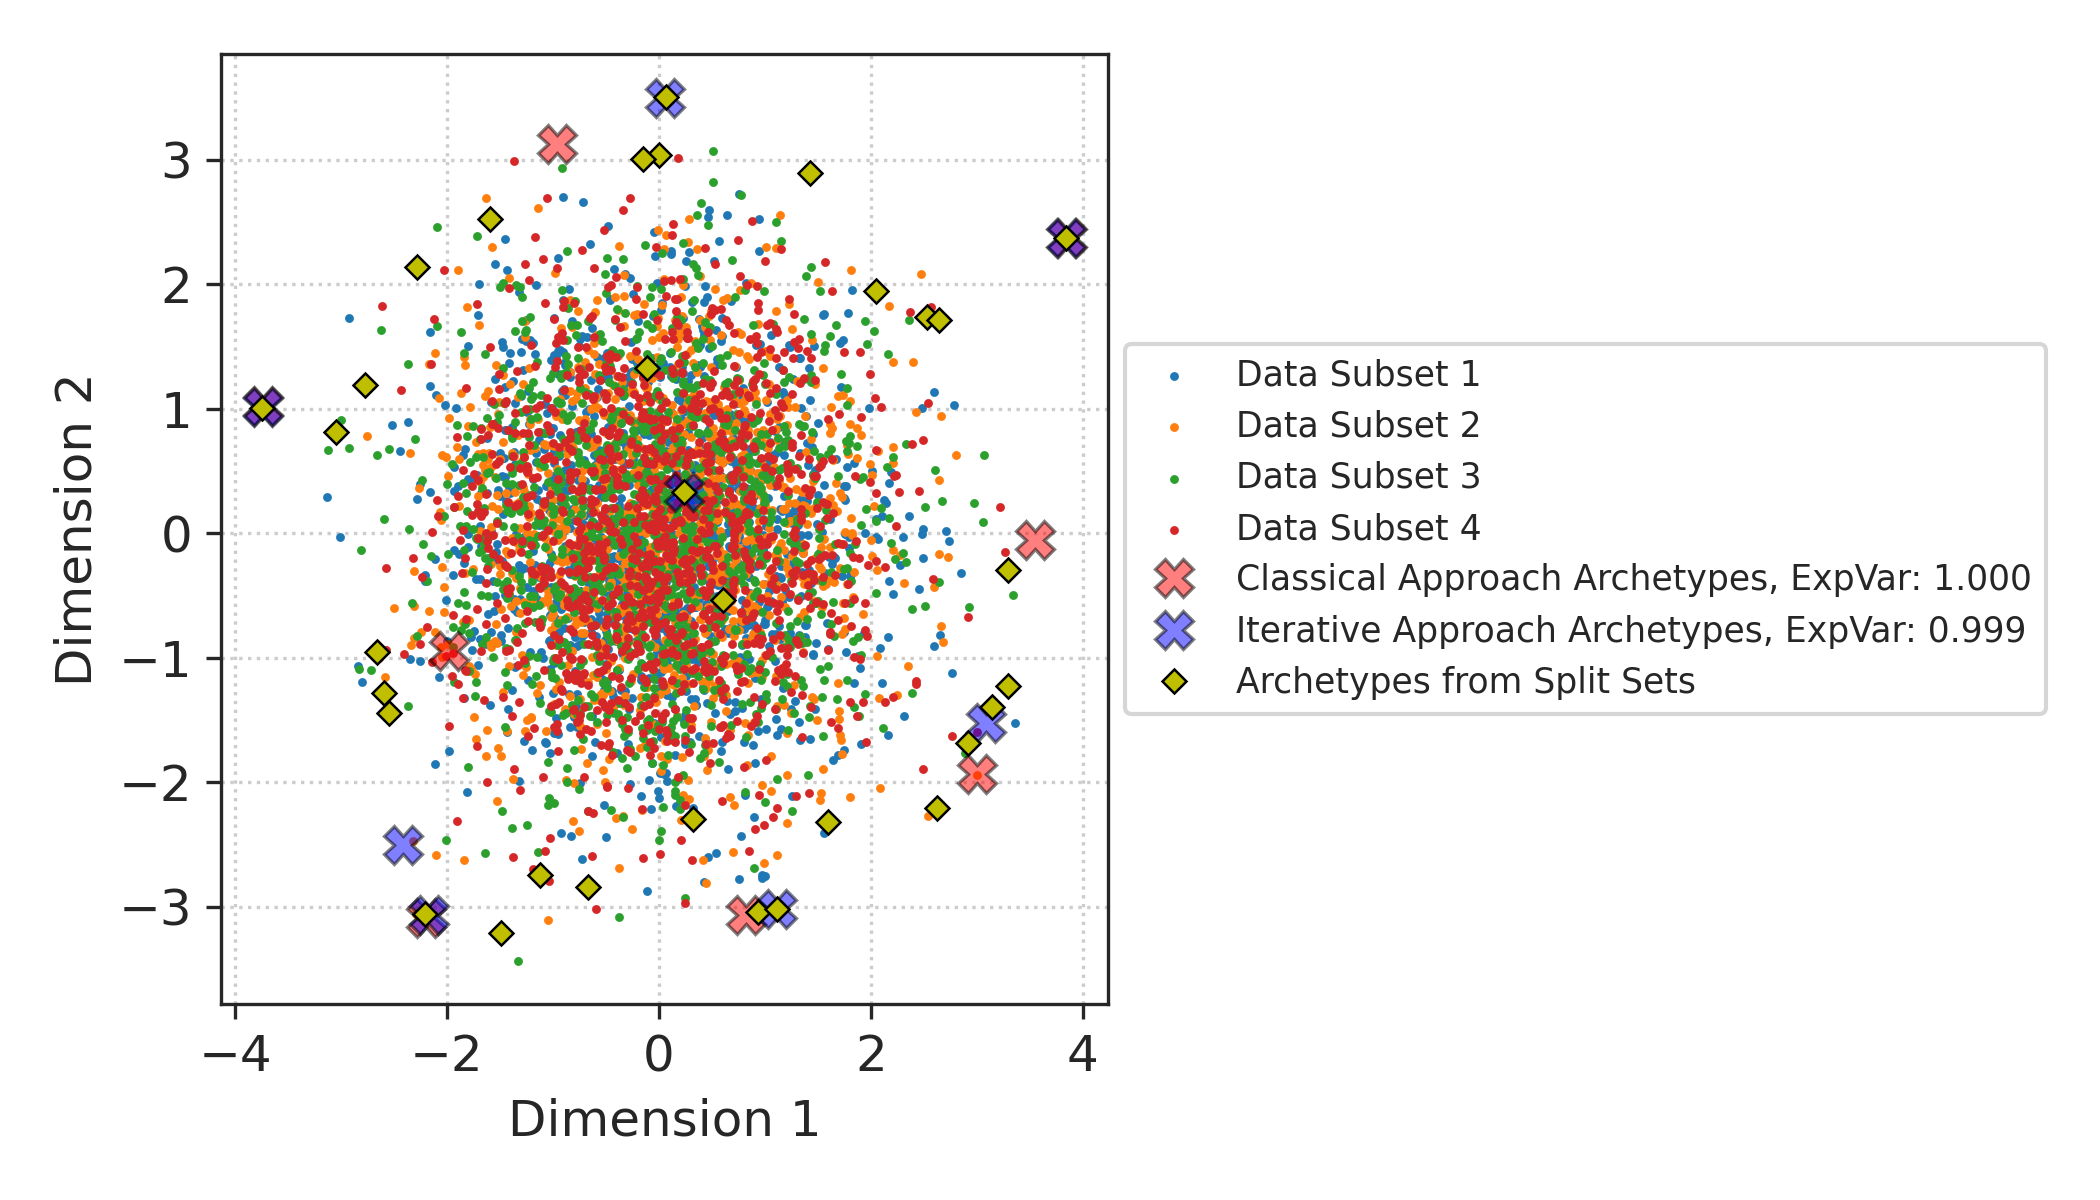 3
2
1
0
−1
−2
−3
−4
−2
0
2
4
Dimension 2
Dimension 1
Data Subset 1
Data Subset 2
Data Subset 3
Data Subset 4
Classical Approach Archetypes, ExpVar: 1.000
Iterative Approach Archetypes, ExpVar: 0.999
Archetypes from Split Sets